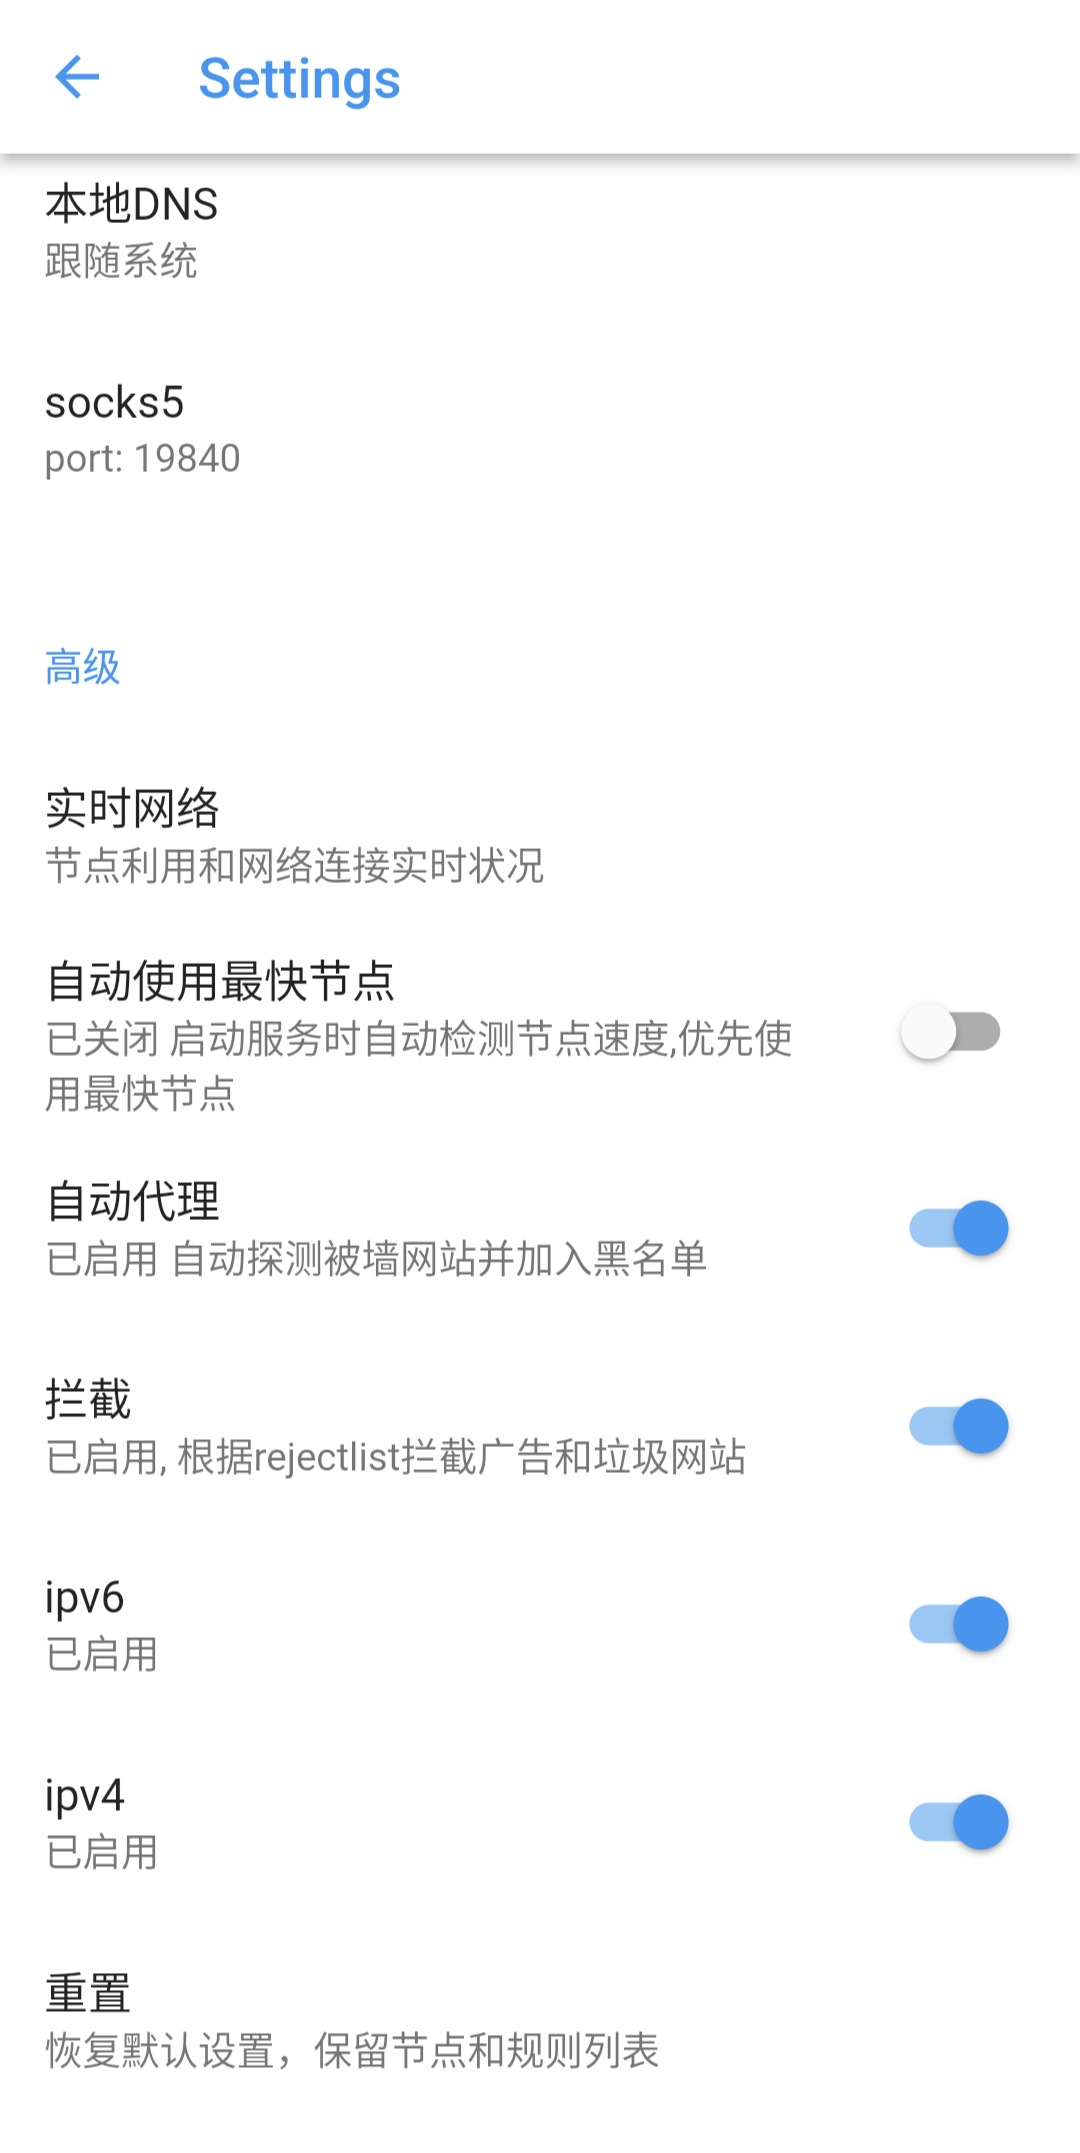 Settings
本地DNS
跟随系统
socks5
port: 19840
高级
实时网络
节点利用和网络连接实时状况
自动使用最快节点
已关闭 启动服务时自动检测节点速度,优先使
用最快节点
自动代理
已启用 自动探测被墙网站并加入黑名单
拦截
已启用, 根据rejectlist拦截广告和垃圾网站
ipv6
已启用
ipv4
已启用
重置
恢复默认设置，保留节点和规则列表